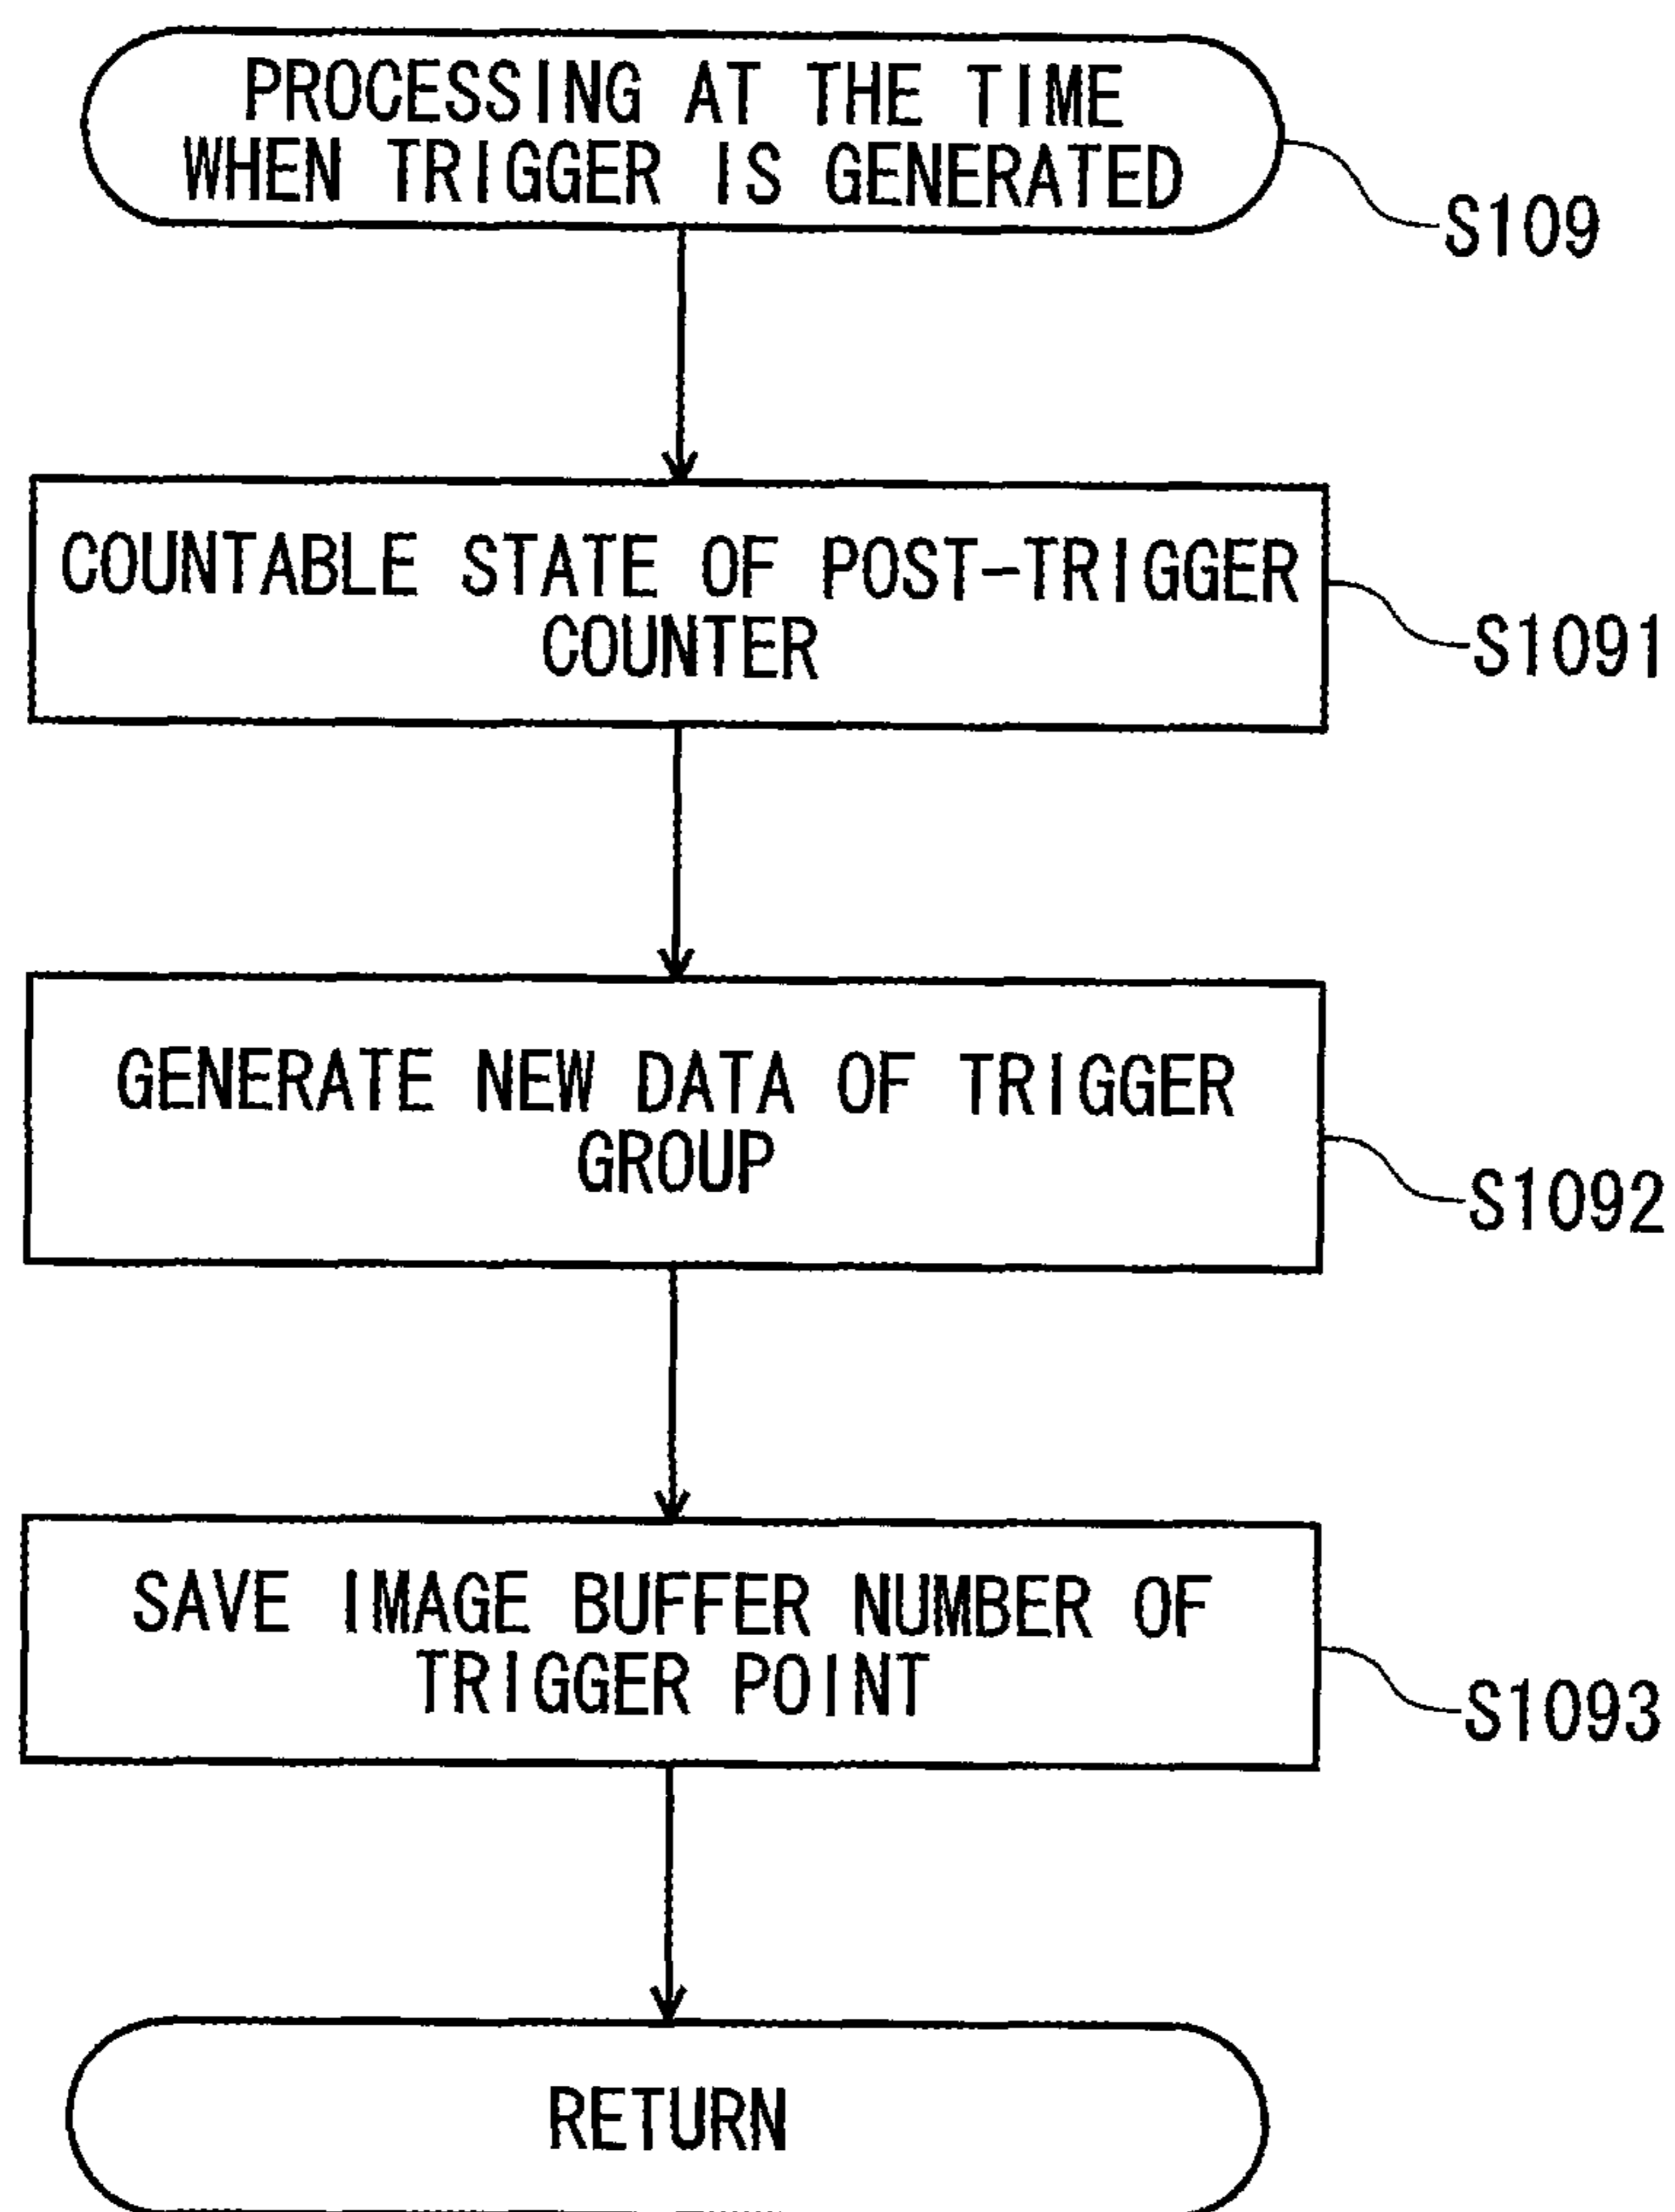 PROCESSING AT THE TIME
WHEN TRIGGER IS GENERATED
S109
COUNTABLE STATE OF POST-TRIGGER
COUNTER
S1091
GENERATE NEW DATA OF TRIGGER
GROUP
S1092
SAVE IMAGE BUFFER NUMBER OF
TRIGGER POINT
S1093
RETURN